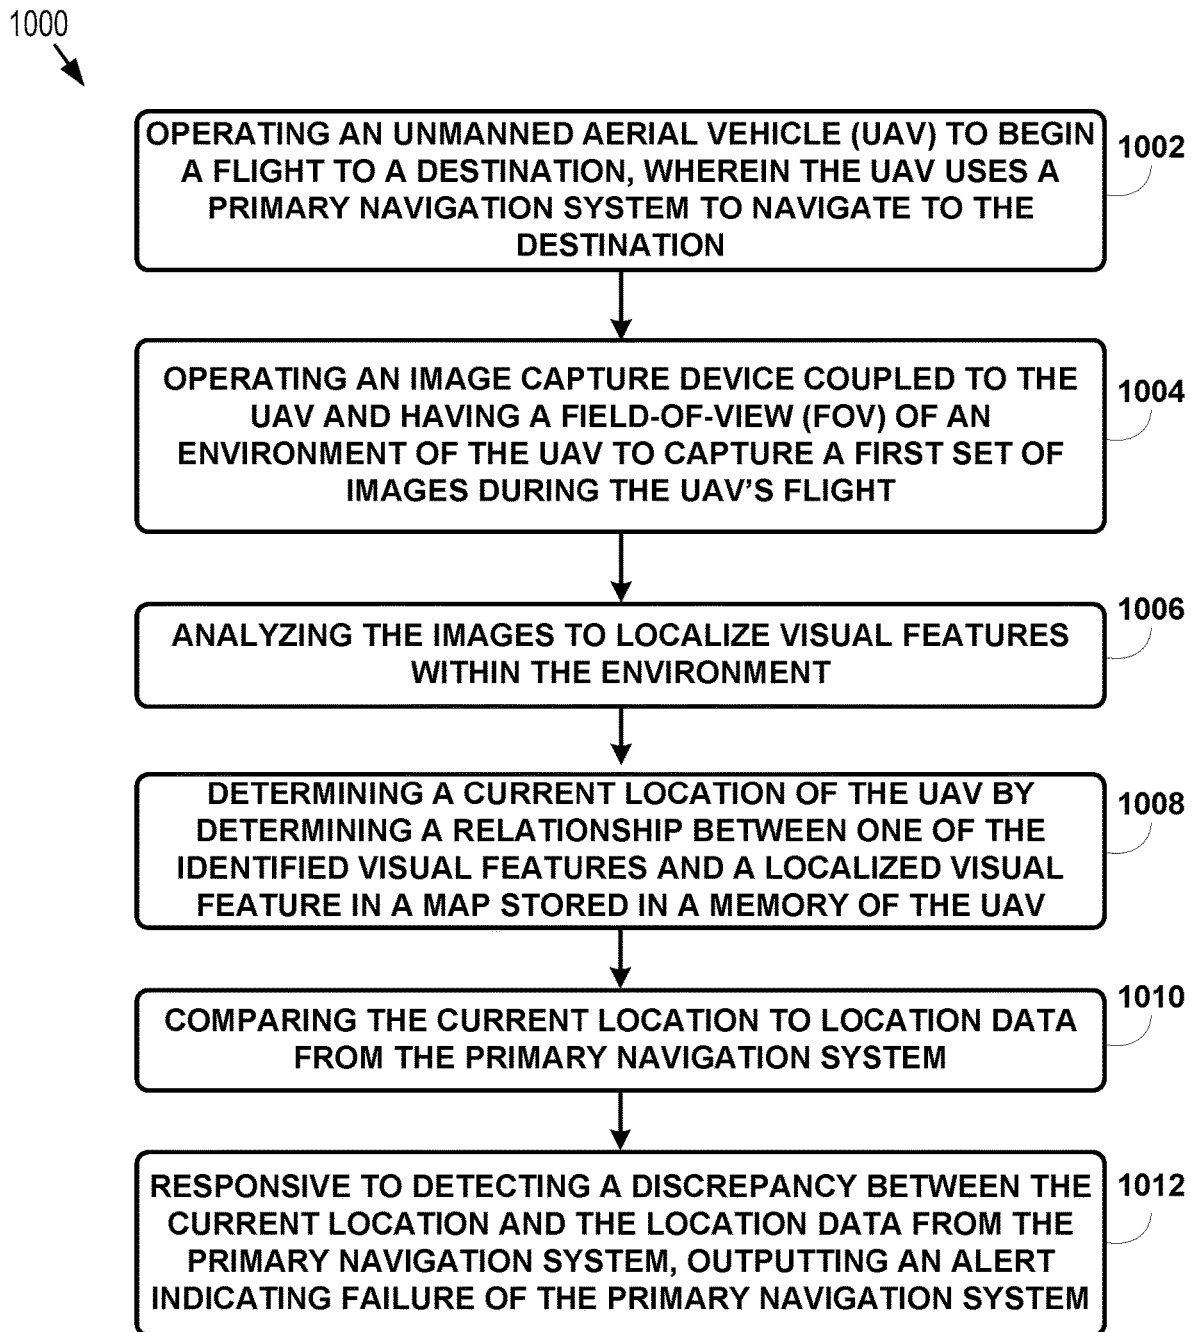 1000
OPERATING AN UNMANNED AERIAL VEHICLE (UAV) TO BEGIN
A FLIGHT TO A DESTINATION, WHEREIN THE UAV USES A
PRIMARY NAVIGATION SYSTEM TO NAVIGATE TO THE
DESTINATION
1002
OPERATING AN IMAGE CAPTURE DEVICE COUPLED TO THE
UAV AND HAVING A FIELD-OF-VIEW (FOV) OF AN
ENVIRONMENT OF THE UAV TO CAPTURE A FIRST SET OF
IMAGES DURING THE UAV’S FLIGHT
1004
ANALYZING THE IMAGES TO LOCALIZE VISUAL FEATURES
WITHIN THE ENVIRONMENT
1006
DETERMINING A CURRENT LOCATION OF THE UAV BY
DETERMINING A RELATIONSHIP BETWEEN ONE OF THE
IDENTIFIED VISUAL FEATURES AND A LOCALIZED VISUAL
FEATURE IN A MAP STORED IN A MEMORY OF THE UAV
1008
COMPARING THE CURRENT LOCATION TO LOCATION DATA
FROM THE PRIMARY NAVIGATION SYSTEM
1010
RESPONSIVE TO DETECTING A DISCREPANCY BETWEEN THE
CURRENT LOCATION AND THE LOCATION DATA FROM THE
PRIMARY NAVIGATION SYSTEM, OUTPUTTING AN ALERT
INDICATING FAILURE OF THE PRIMARY NAVIGATION SYSTEM
1012